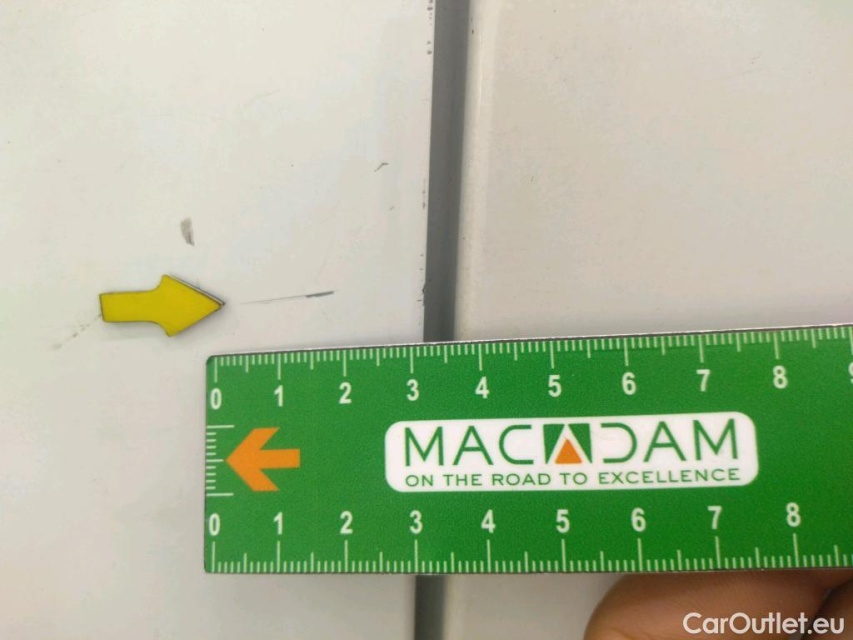 0 1 2 3 4 5 6 7 8
MACADAM
ON THE ROAD TO EXCELLENCE
0 1 2 3 4 5 6 7 8
CarOutlet.eu